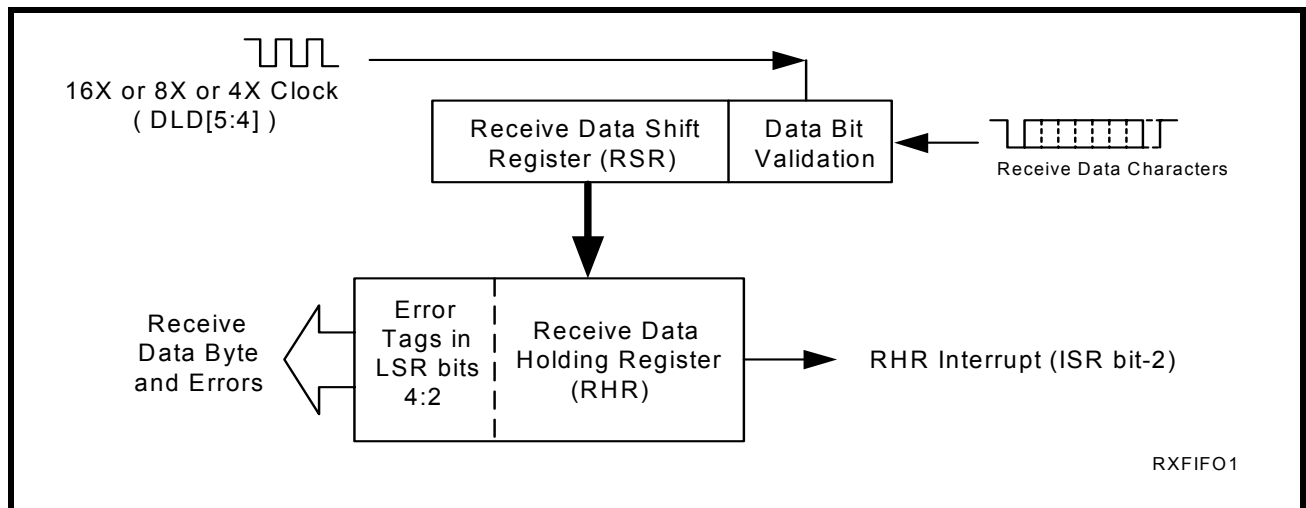 16X or 8X or 4X Clock
( DLD[5:4] )
Receive Data Shift
Register (RSR)
Data Bit
Validation
Receive Data Characters
Receive
Data Byte
and Errors
Error
Tags in
LSR bits
4:2
Receive Data
Holding Register
(RHR)
RHR Interrupt (ISR bit-2)
RXFIFO1